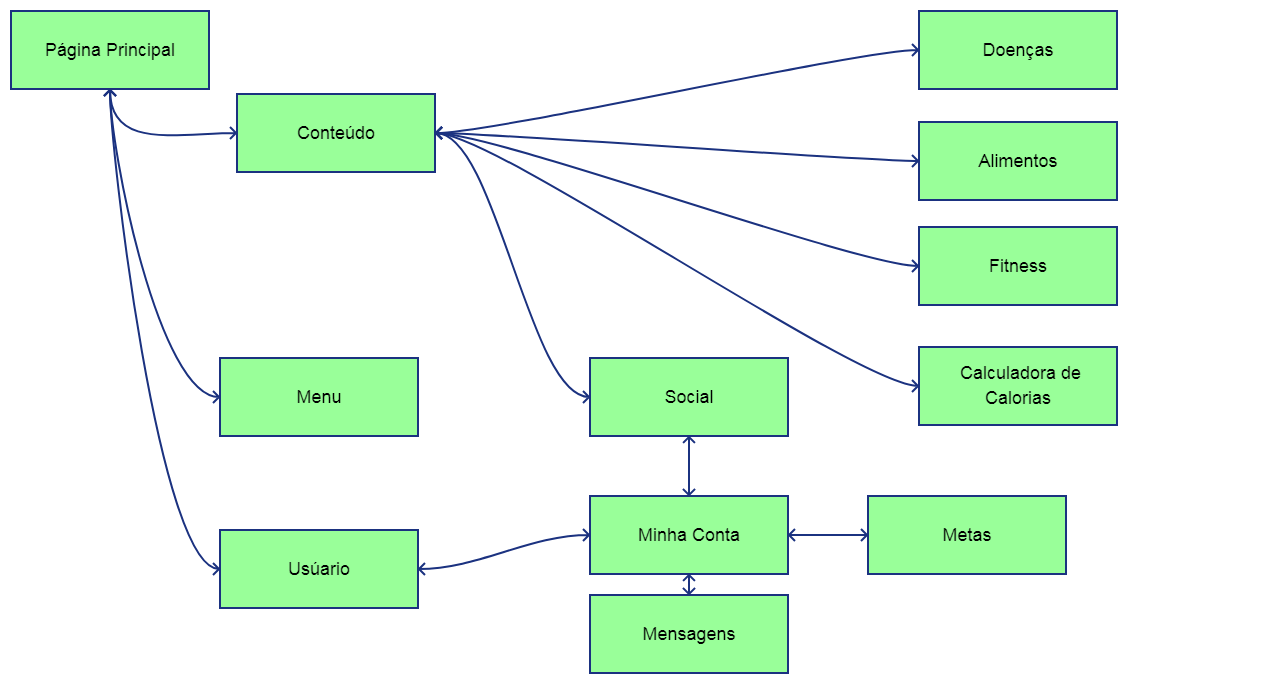 Página Principal
Doenças
Conteúdo
Alimentos
Fitness
Calculadora de
Calorias
Menu
Social
Minha Conta
Metas
Usúario
Mensagens